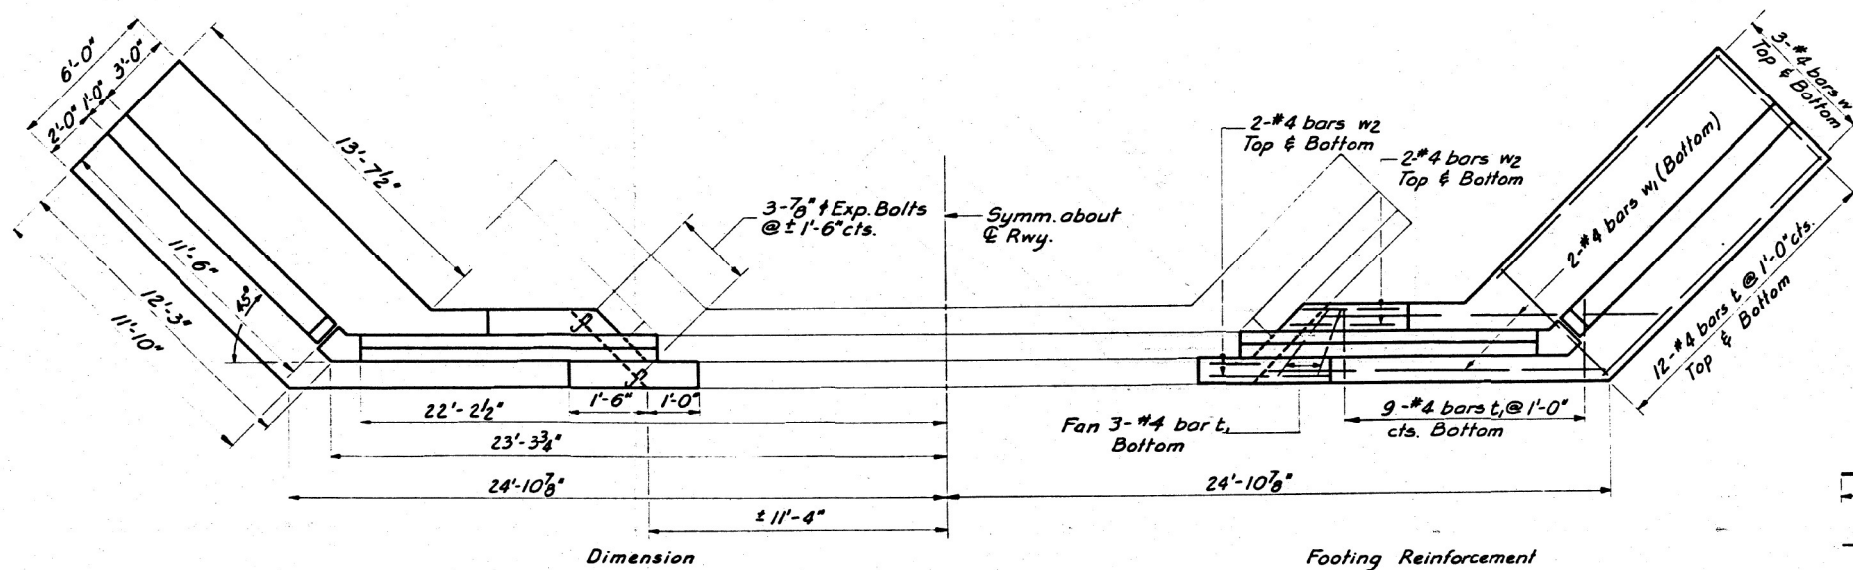 6'-0"
3'-0"
1'-0"
2'-0"
13'-7½"
11'-6"
45°
12'-3"
11'-10"
3-⅞" ϕ Exp. Bolts
@ ± 1'-6" cts.
Symm. about
℄ Rwy.
2-#4 bars w2
Top & Bottom
2-#4 bars w2
Top & Bottom
3-#4 bars w
Top &
Bottom
2-#4 bars w1 (Bottom)
12-#4 bars t @ 1'-0" cts.
Top & Bottom
1'-6"
1'-0"
22'-2½"
Fan 3-#4 bar t1
Bottom
9-#4 bars t1 @ 1'-0"
cts. Bottom
23'-3¾"
24'-10⅞"
24'-10⅞"
± 11'-4"
Dimension
Footing Reinforcement